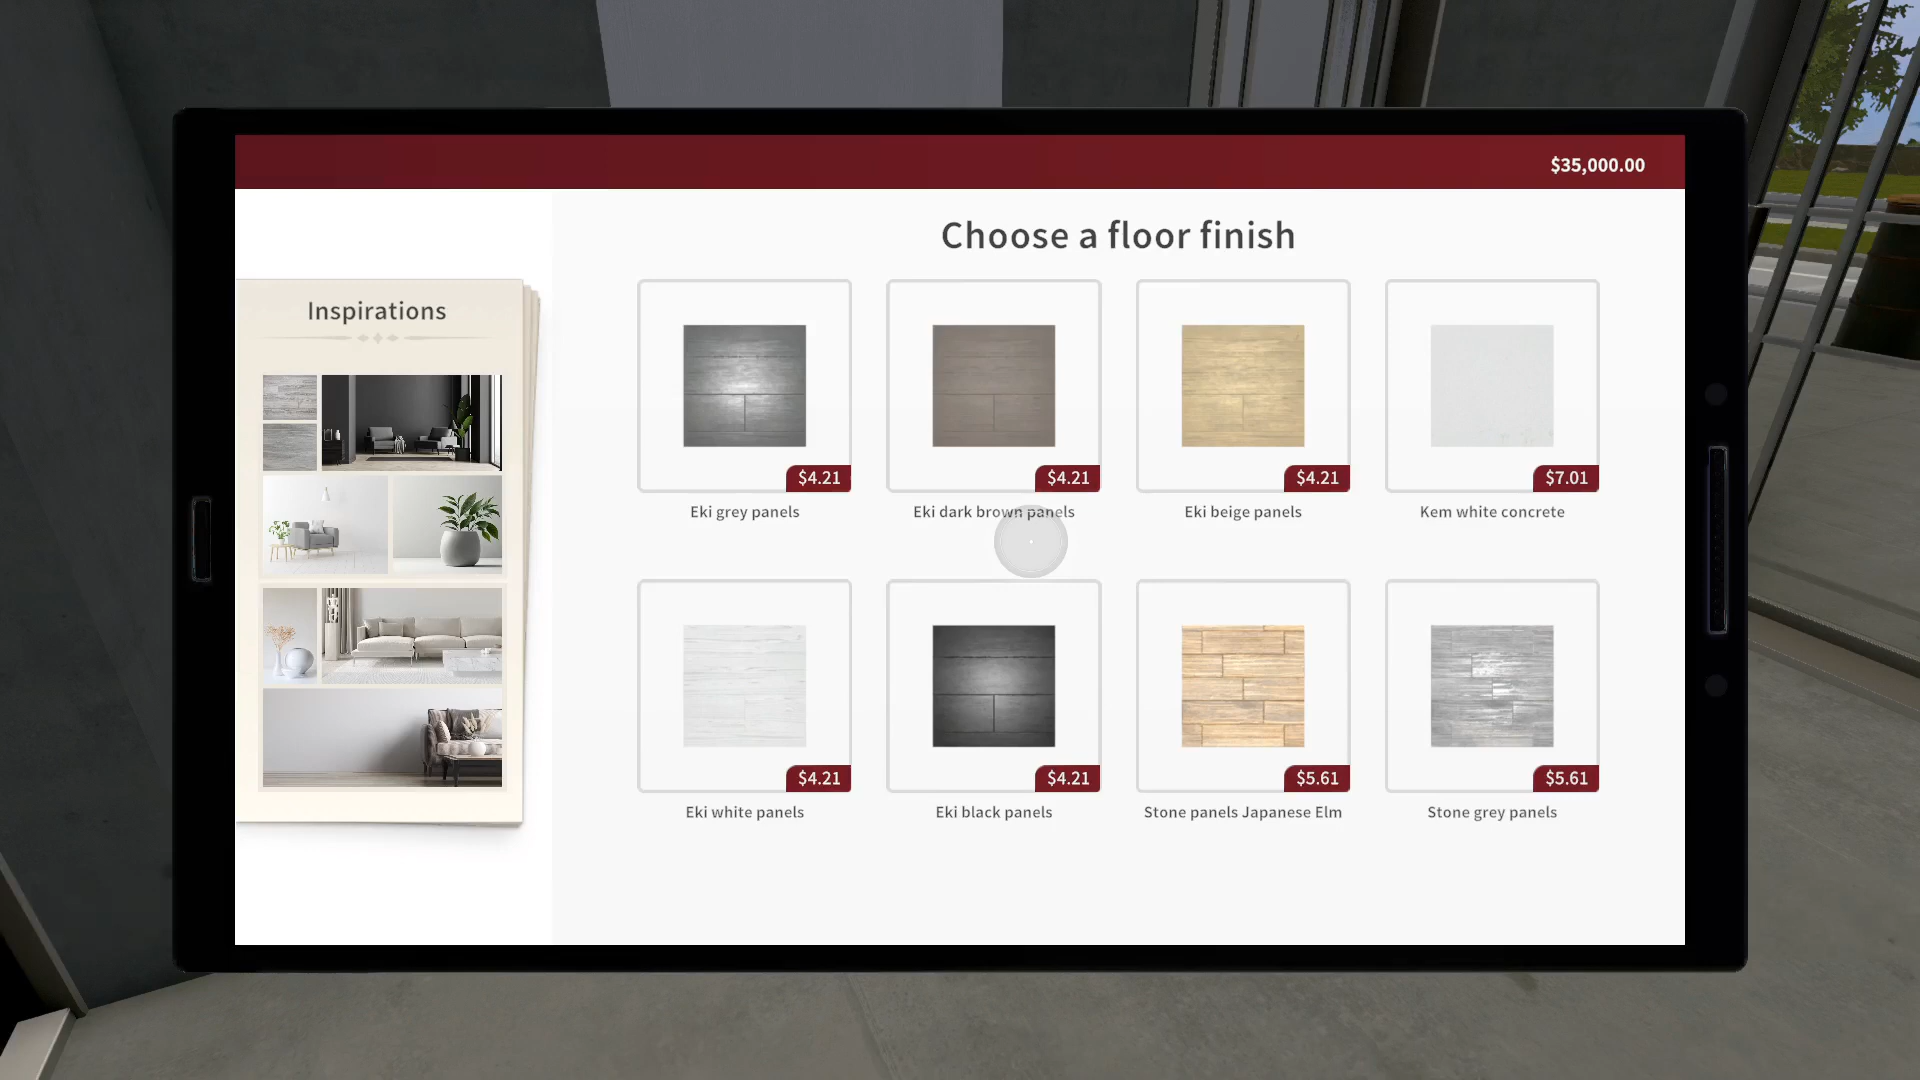 $35,000.00
Choose a floor finish
Inspirations
$4.21
$4.21
$4.21
$7.01
Eki grey panels
Eki dark brown panels
Eki beige panels
Kem white concrete
$4.21
$4.21
$5.61
$5.61
Eki white panels
Eki black panels
Stone panels Japanese Elm
Stone grey panels